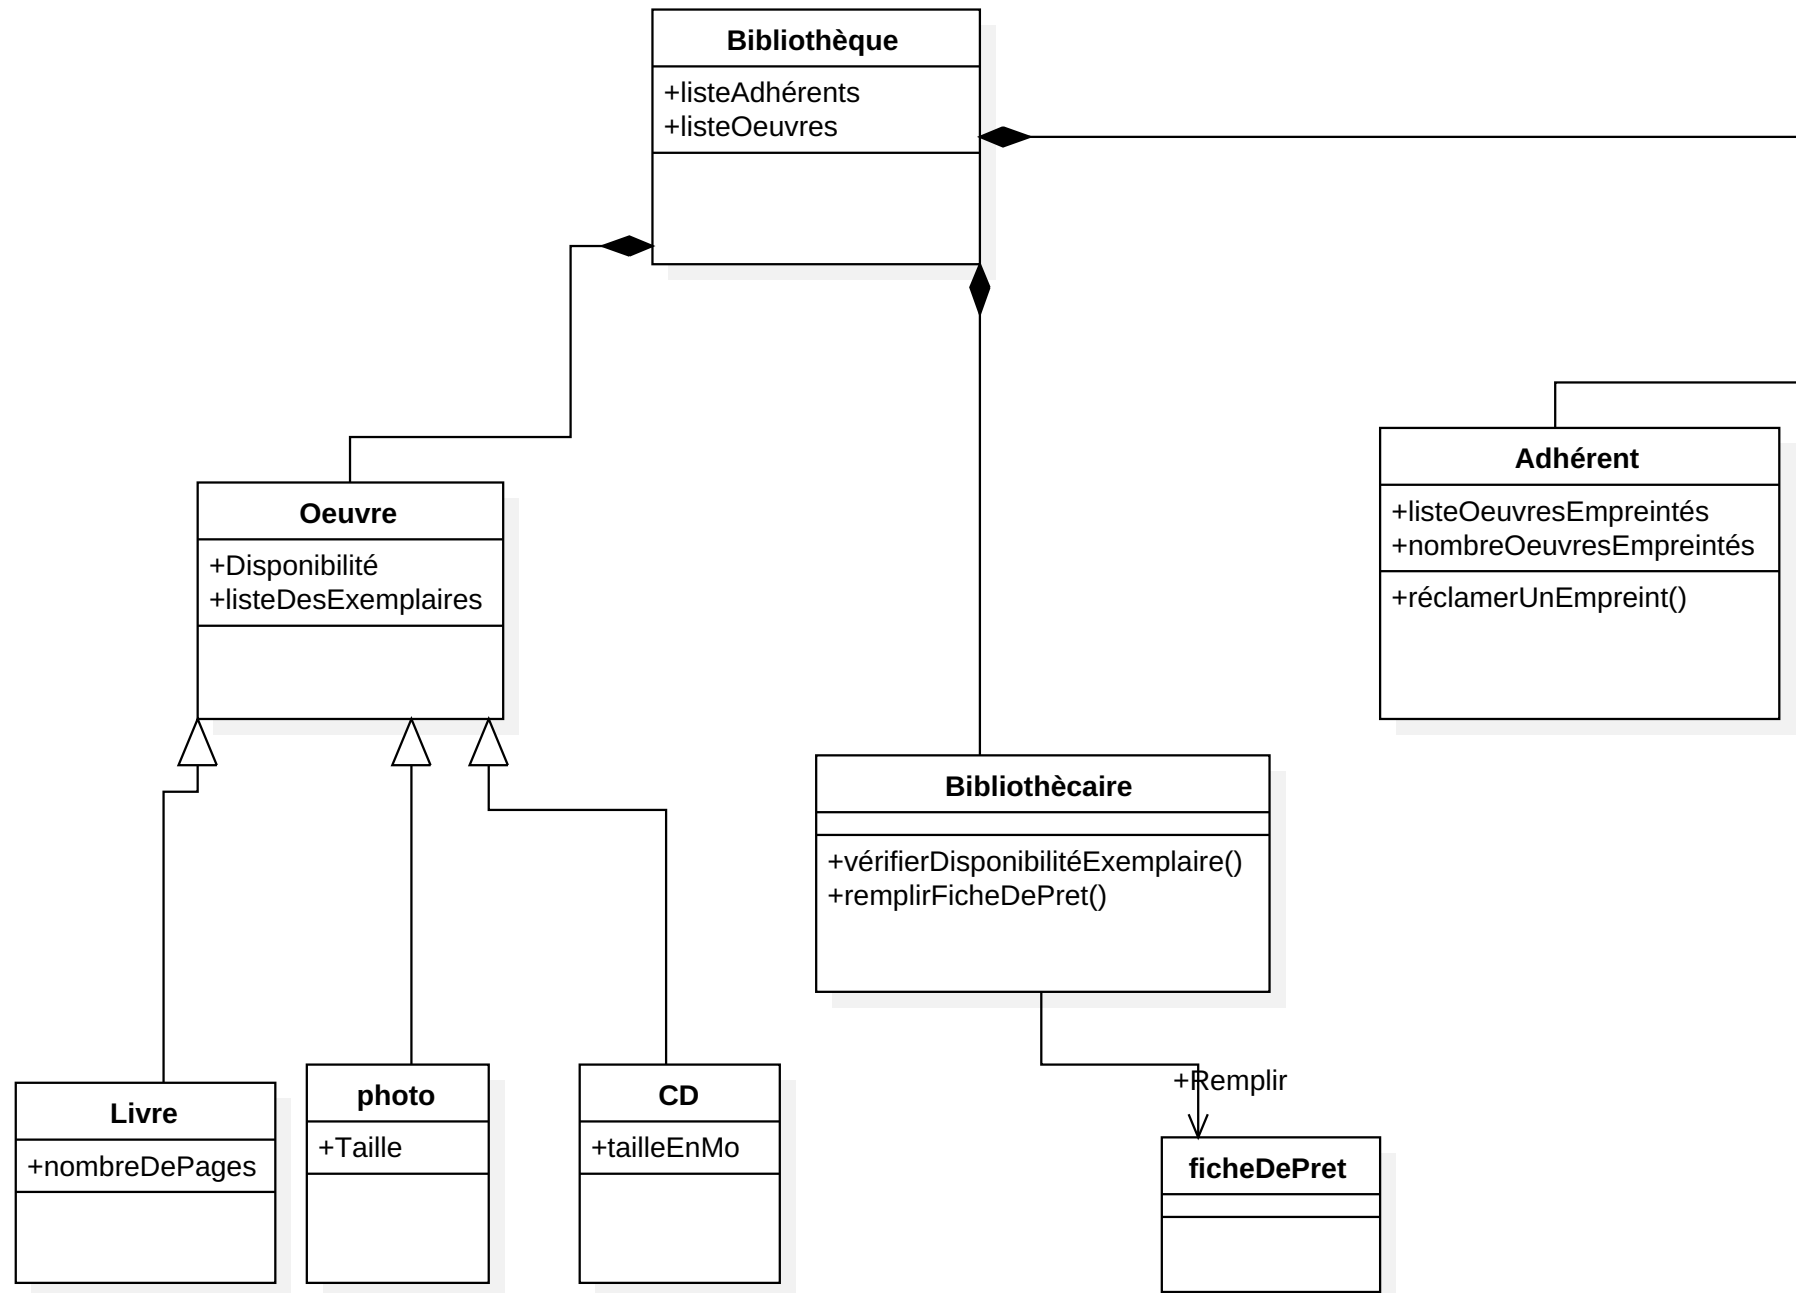 Bibliothèque
+listeAdhérents
+listeOeuvres
Adhérent
+listeOeuvresEmpreintés
+nombreOeuvresEmpreintés
+réclamerUnEmpreint()
Oeuvre
+Disponibilité
+listeDesExemplaires
Bibliothècaire
+vérifierDisponibilitéExemplaire()
+remplirFicheDePret()
+Remplir
Livre
+nombreDePages
photo
+Taille
CD
+tailleEnMo
ficheDePret